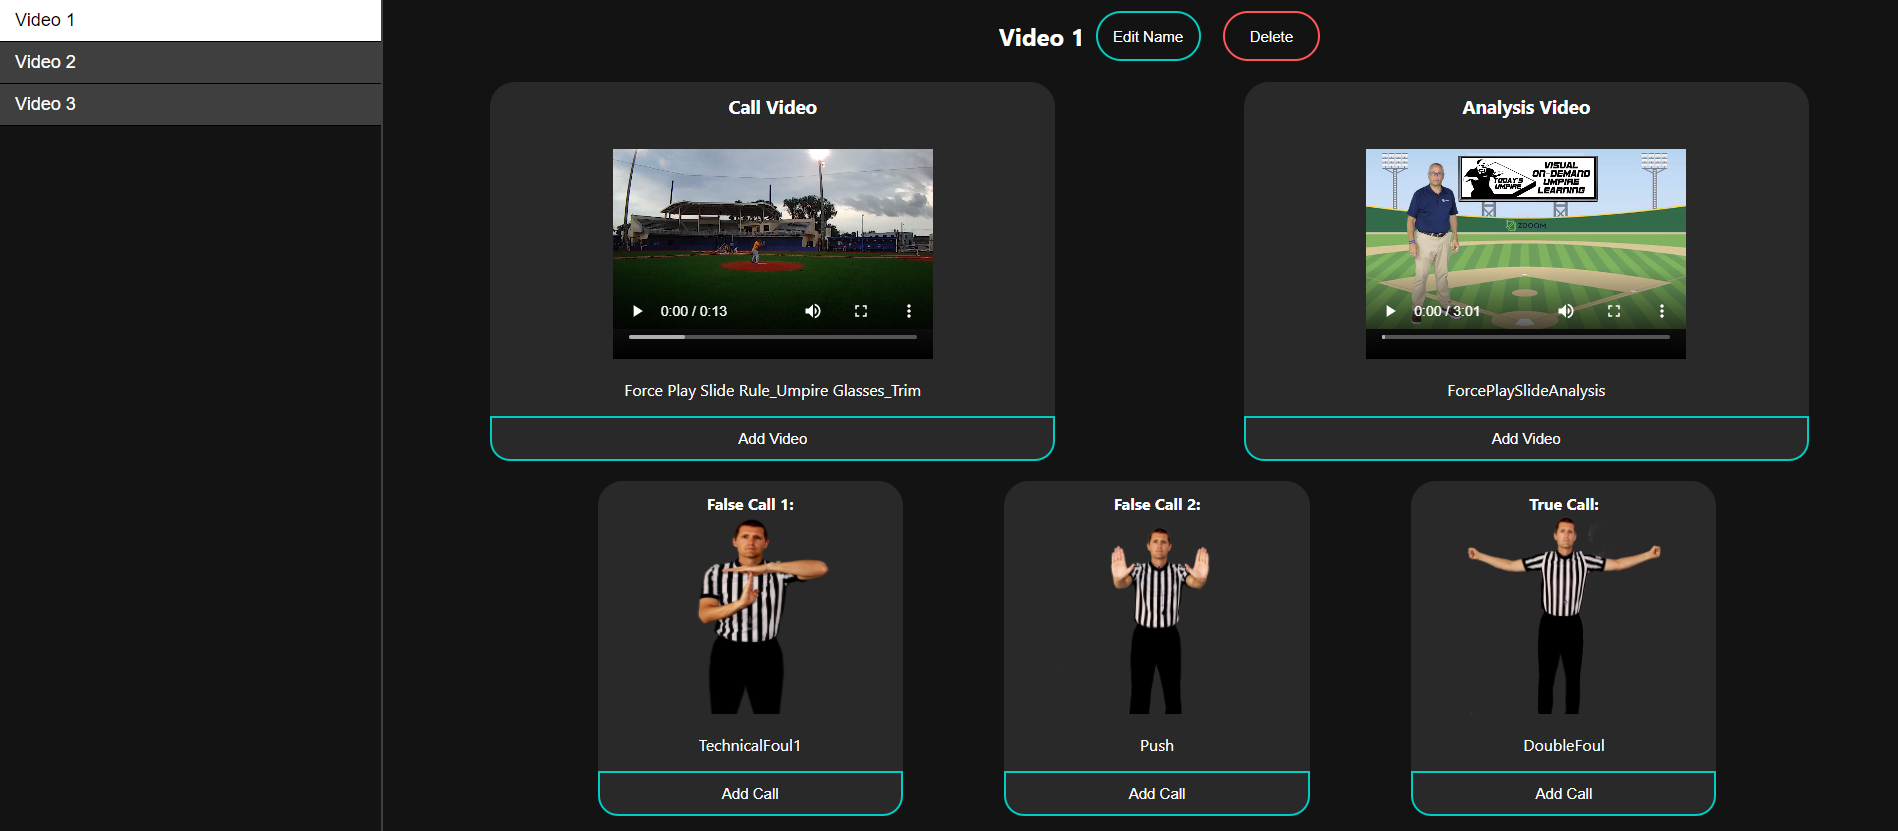 Video 1
Video 2
Video 3
Video 1
Edit Name
Delete
Call Video
Analysis Video
0:00 / 0:13
TODAY'S
UMPIRE
VISUAL
ON-DEMAND
UMPIRE
LEARNING
ZOOOM
0:00 / 3:01
Force Play Slide Rule_Umpire Glasses_Trim
ForcePlaySlideAnalysis
Add Video
Add Video
False Call 1:
False Call 2:
True Call:
TechnicalFoul1
Push
DoubleFoul
Add Call
Add Call
Add Call